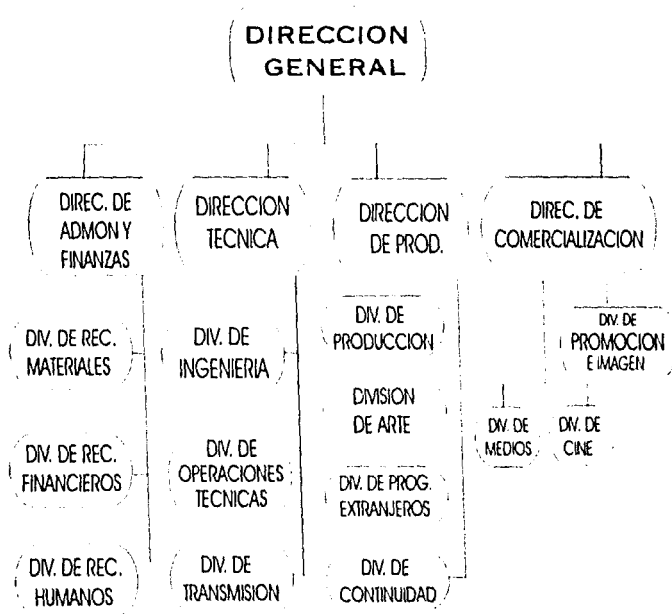 DIRECCION
GENERAL
DIREC. DE
ADMON Y
FINANZAS
DIRECCION
TECNICA
DIRECCION
DE PROD.
DIREC. DE
COMERCIALIZACION
DIV. DE REC.
MATERIALES
DIV. DE REC.
FINANCIEROS
DIV. DE REC.
HUMANOS
DIV. DE
INGENIERIA
DIV. DE
OPERACIONES
TECNICAS
DIV. DE
TRANSMISION
DIV. DE
PRODUCCION
DIVISION
DE ARTE
DIV. DE PROG.
EXTRANJEROS
DIV. DE
CONTINUIDAD
DIV. DE
PROMOCION
E IMAGEN
DIV. DE
MEDIOS
DIV. DE
CINE